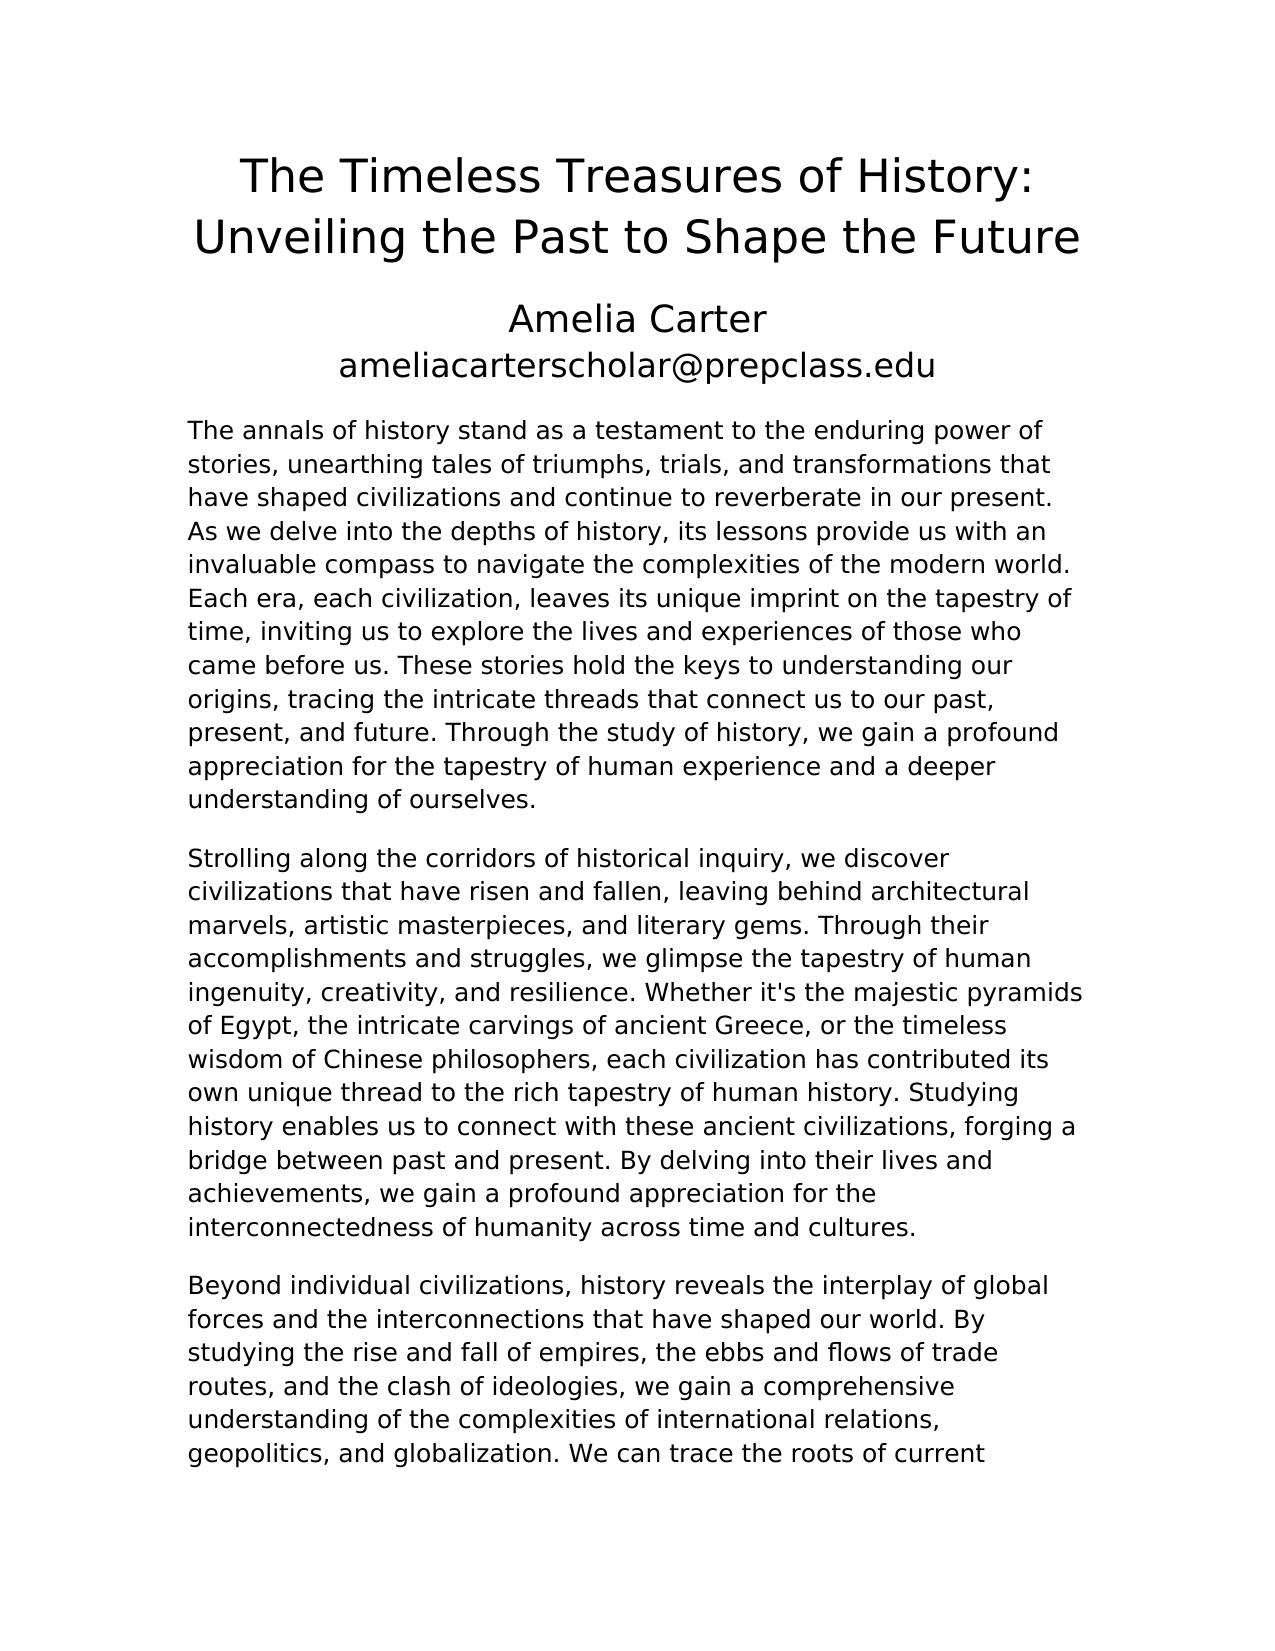 The Timeless Treasures of History:
Unveiling the Past to Shape the Future
Amelia Carter
ameliacarterscholar@prepclass.edu
The annals of history stand as a testament to the enduring power of
stories, unearthing tales of triumphs, trials, and transformations that
have shaped civilizations and continue to reverberate in our present.
As we delve into the depths of history, its lessons provide us with an
invaluable compass to navigate the complexities of the modern world.
Each era, each civilization, leaves its unique imprint on the tapestry of
time, inviting us to explore the lives and experiences of those who
came before us. These stories hold the keys to understanding our
origins, tracing the intricate threads that connect us to our past,
present, and future. Through the study of history, we gain a profound
appreciation for the tapestry of human experience and a deeper
understanding of ourselves.
Strolling along the corridors of historical inquiry, we discover
civilizations that have risen and fallen, leaving behind architectural
marvels, artistic masterpieces, and literary gems. Through their
accomplishments and struggles, we glimpse the tapestry of human
ingenuity, creativity, and resilience. Whether it's the majestic pyramids
of Egypt, the intricate carvings of ancient Greece, or the timeless
wisdom of Chinese philosophers, each civilization has contributed its
own unique thread to the rich tapestry of human history. Studying
history enables us to connect with these ancient civilizations, forging a
bridge between past and present. By delving into their lives and
achievements, we gain a profound appreciation for the
interconnectedness of humanity across time and cultures.
Beyond individual civilizations, history reveals the interplay of global
forces and the interconnections that have shaped our world. By
studying the rise and fall of empires, the ebbs and flows of trade
routes, and the clash of ideologies, we gain a comprehensive
understanding of the complexities of international relations,
geopolitics, and globalization. We can trace the roots of current